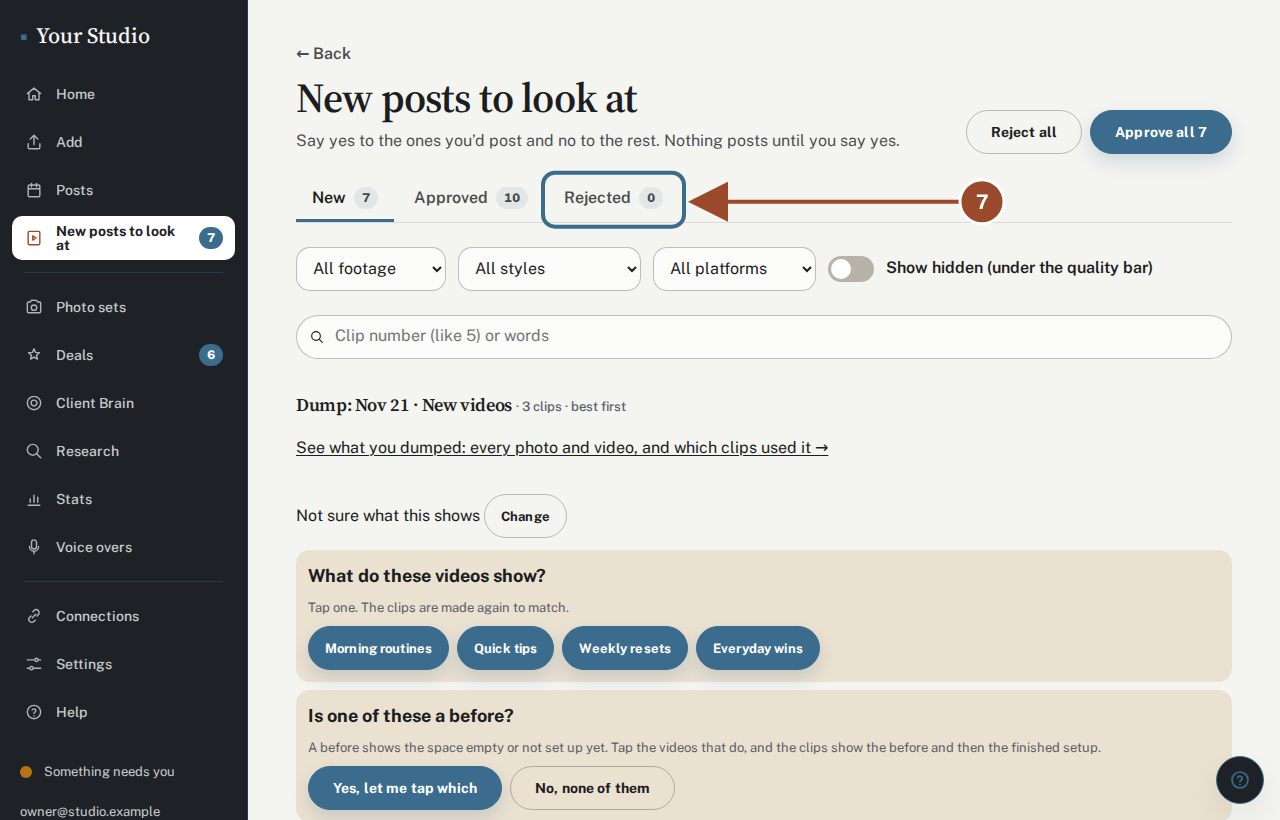 Your Studio
Home
Add
Posts
New posts to look
at
7
Photo sets
Deals
6
Client Brain
Research
Stats
Voice overs
Connections
Settings
Help
Something needs you
owner@studio.example
← Back
New posts to look at
Say yes to the ones you’d post and no to the rest. Nothing posts until you say yes.
Reject all
Approve all 7
New 7
Approved 10
Rejected 0
7
All footage
All styles
All platforms
Show hidden (under the quality bar)
Clip number (like 5) or words
Dump: Nov 21 · New videos · 3 clips · best first
See what you dumped: every photo and video, and which clips used it →
Not sure what this shows
Change
What do these videos show?
Tap one. The clips are made again to match.
Morning routines
Quick tips
Weekly resets
Everyday wins
Is one of these a before?
A before shows the space empty or not set up yet. Tap the videos that do, and the clips show the before and then the finished setup.
Yes, let me tap which
No, none of them